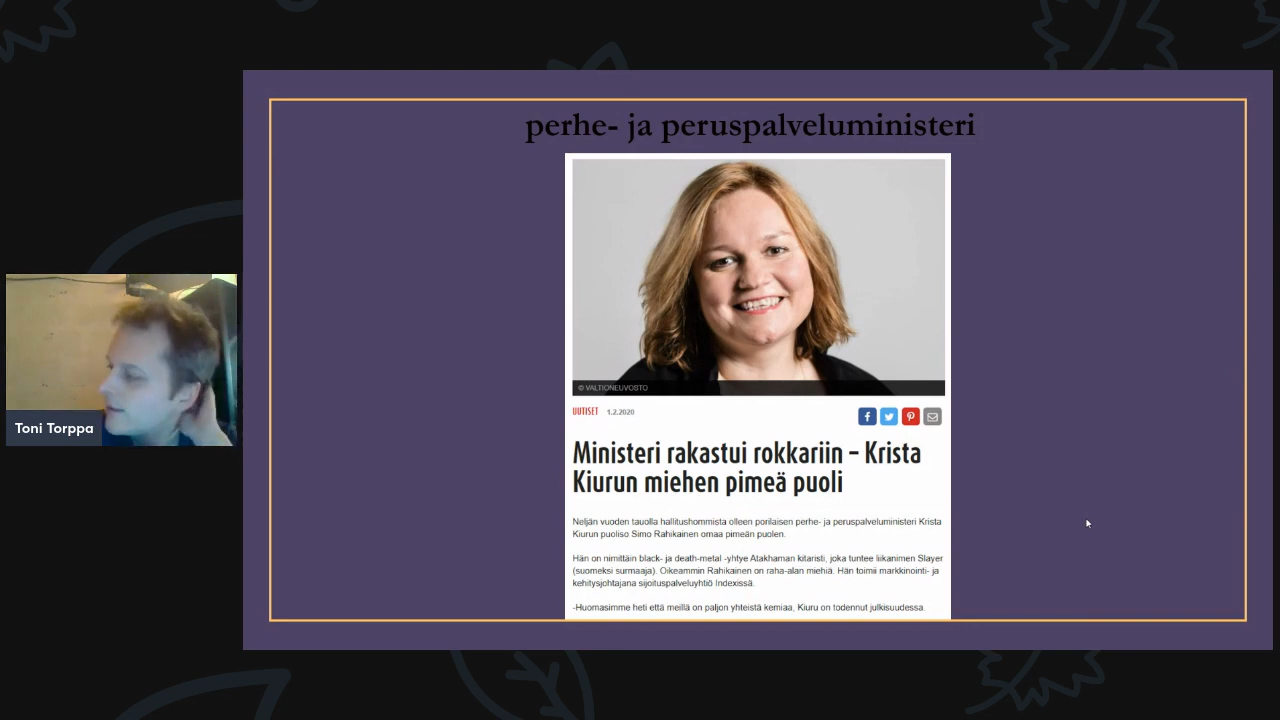 perhe- ja peruspalveluministeri
© VALTIONEUVOSTO
UUTISET 1.2.2020
Ministeri rakastui rokkariin – Krista
Kiurun miehen pimeä puoli
Neljän vuoden tauolla hallitushommista olleen porilaisen perhe- ja peruspalveluministeri Krista
Kiurun puoliso Simo Rahikainen omaa pimeän puolen.
Hän on nimittäin black- ja death-metal -yhtye Atakhaman kitaristi, joka tuntee liikanimen Slayer
(suomeksi surmaaja). Oikeammin Rahikainen on raha-alan miehiä. Hän toimii markkinointi- ja
kehitysjohtajana sijoituspalveluyhtiö Indexissä.
-Huomasimme heti että meillä on paljon yhteistä kemiaa, Kiuru on todennut julkisuudessa.
Toni Torppa